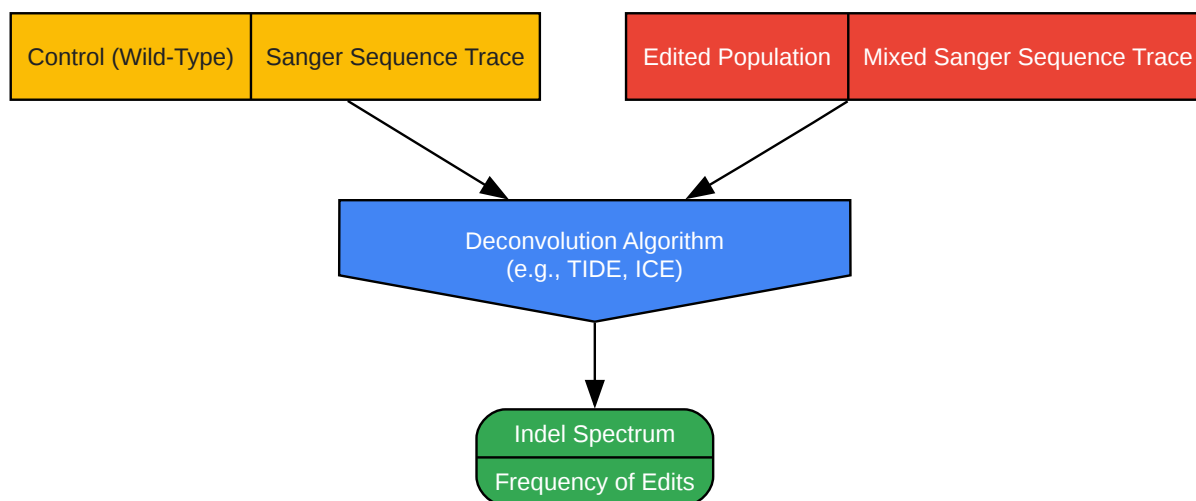 Control (Wild-Type)
Sanger Sequence Trace
Edited Population
Mixed Sanger Sequence Trace
Deconvolution Algorithm
(e.g., TIDE, ICE)
Indel Spectrum
Frequency of Edits